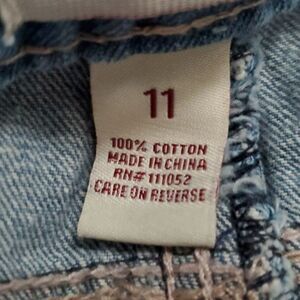 11
100% COTTON
MADE IN CHINA
RN#111052
CARE ON REVERSE